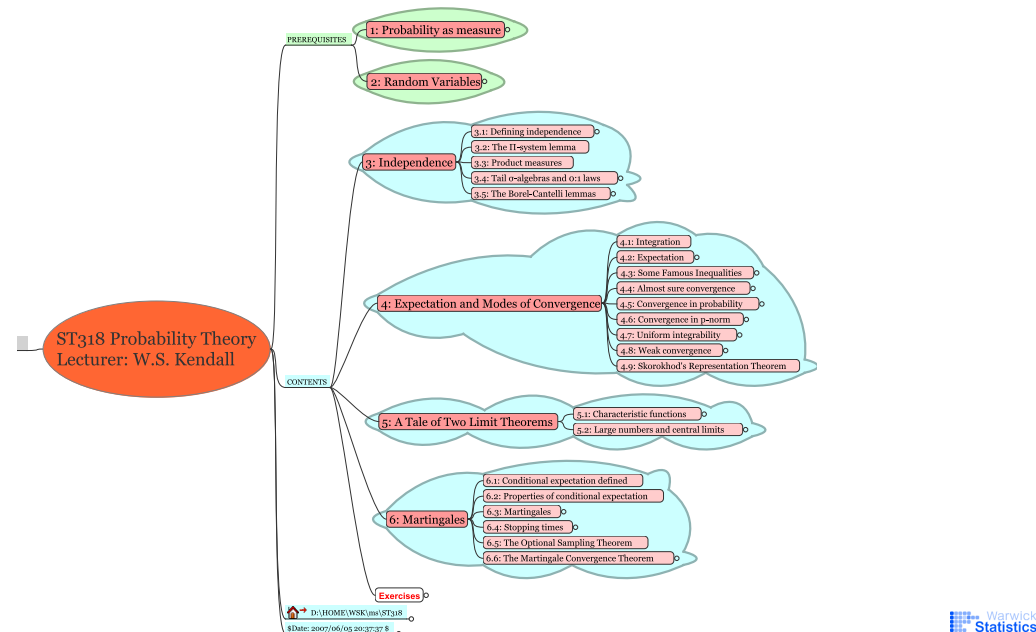 PREREQUISITES
1: Probability as measure
2: Random Variables
ST318 Probability Theory
Lecturer: W.S. Kendall
CONTENTS
3: Independence
3.1: Defining independence
3.2: The Π-system lemma
3.3: Product measures
3.4: Tail σ-algebras and 0:1 laws
3.5: The Borel-Cantelli lemmas
4: Expectation and Modes of Convergence
4.1: Integration
4.2: Expectation
4.3: Some Famous Inequalities
4.4: Almost sure convergence
4.5: Convergence in probability
4.6: Convergence in p-norm
4.7: Uniform integrability
4.8: Weak convergence
4.9: Skorokhod's Representation Theorem
5: A Tale of Two Limit Theorems
5.1: Characteristic functions
5.2: Large numbers and central limits
6: Martingales
6.1: Conditional expectation defined
6.2: Properties of conditional expectation
6.3: Martingales
6.4: Stopping times
6.5: The Optional Sampling Theorem
6.6: The Martingale Convergence Theorem
Exercises
D:\HOME\WSK\ms\ST318
$Date: 2007/06/05 20:37:37 $
Warwick
Statistics